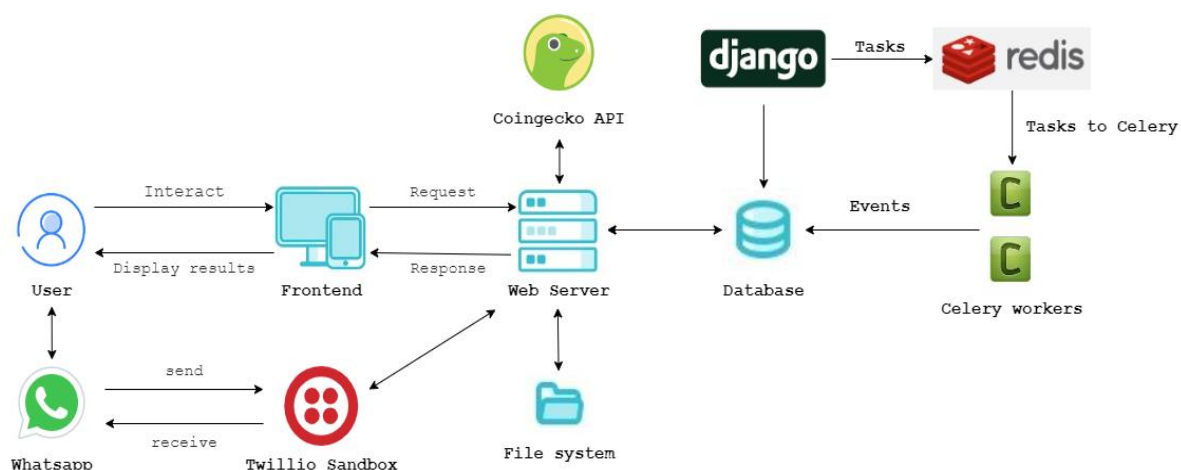 django
Tasks
redis
Coingecko API
Tasks to Celery
Interact
Request
C
Events
Display results
Response
C
User
Frontend
Web Server
Database
Celery workers
send
receive
File system
Whatsapp
Twillio Sandbox